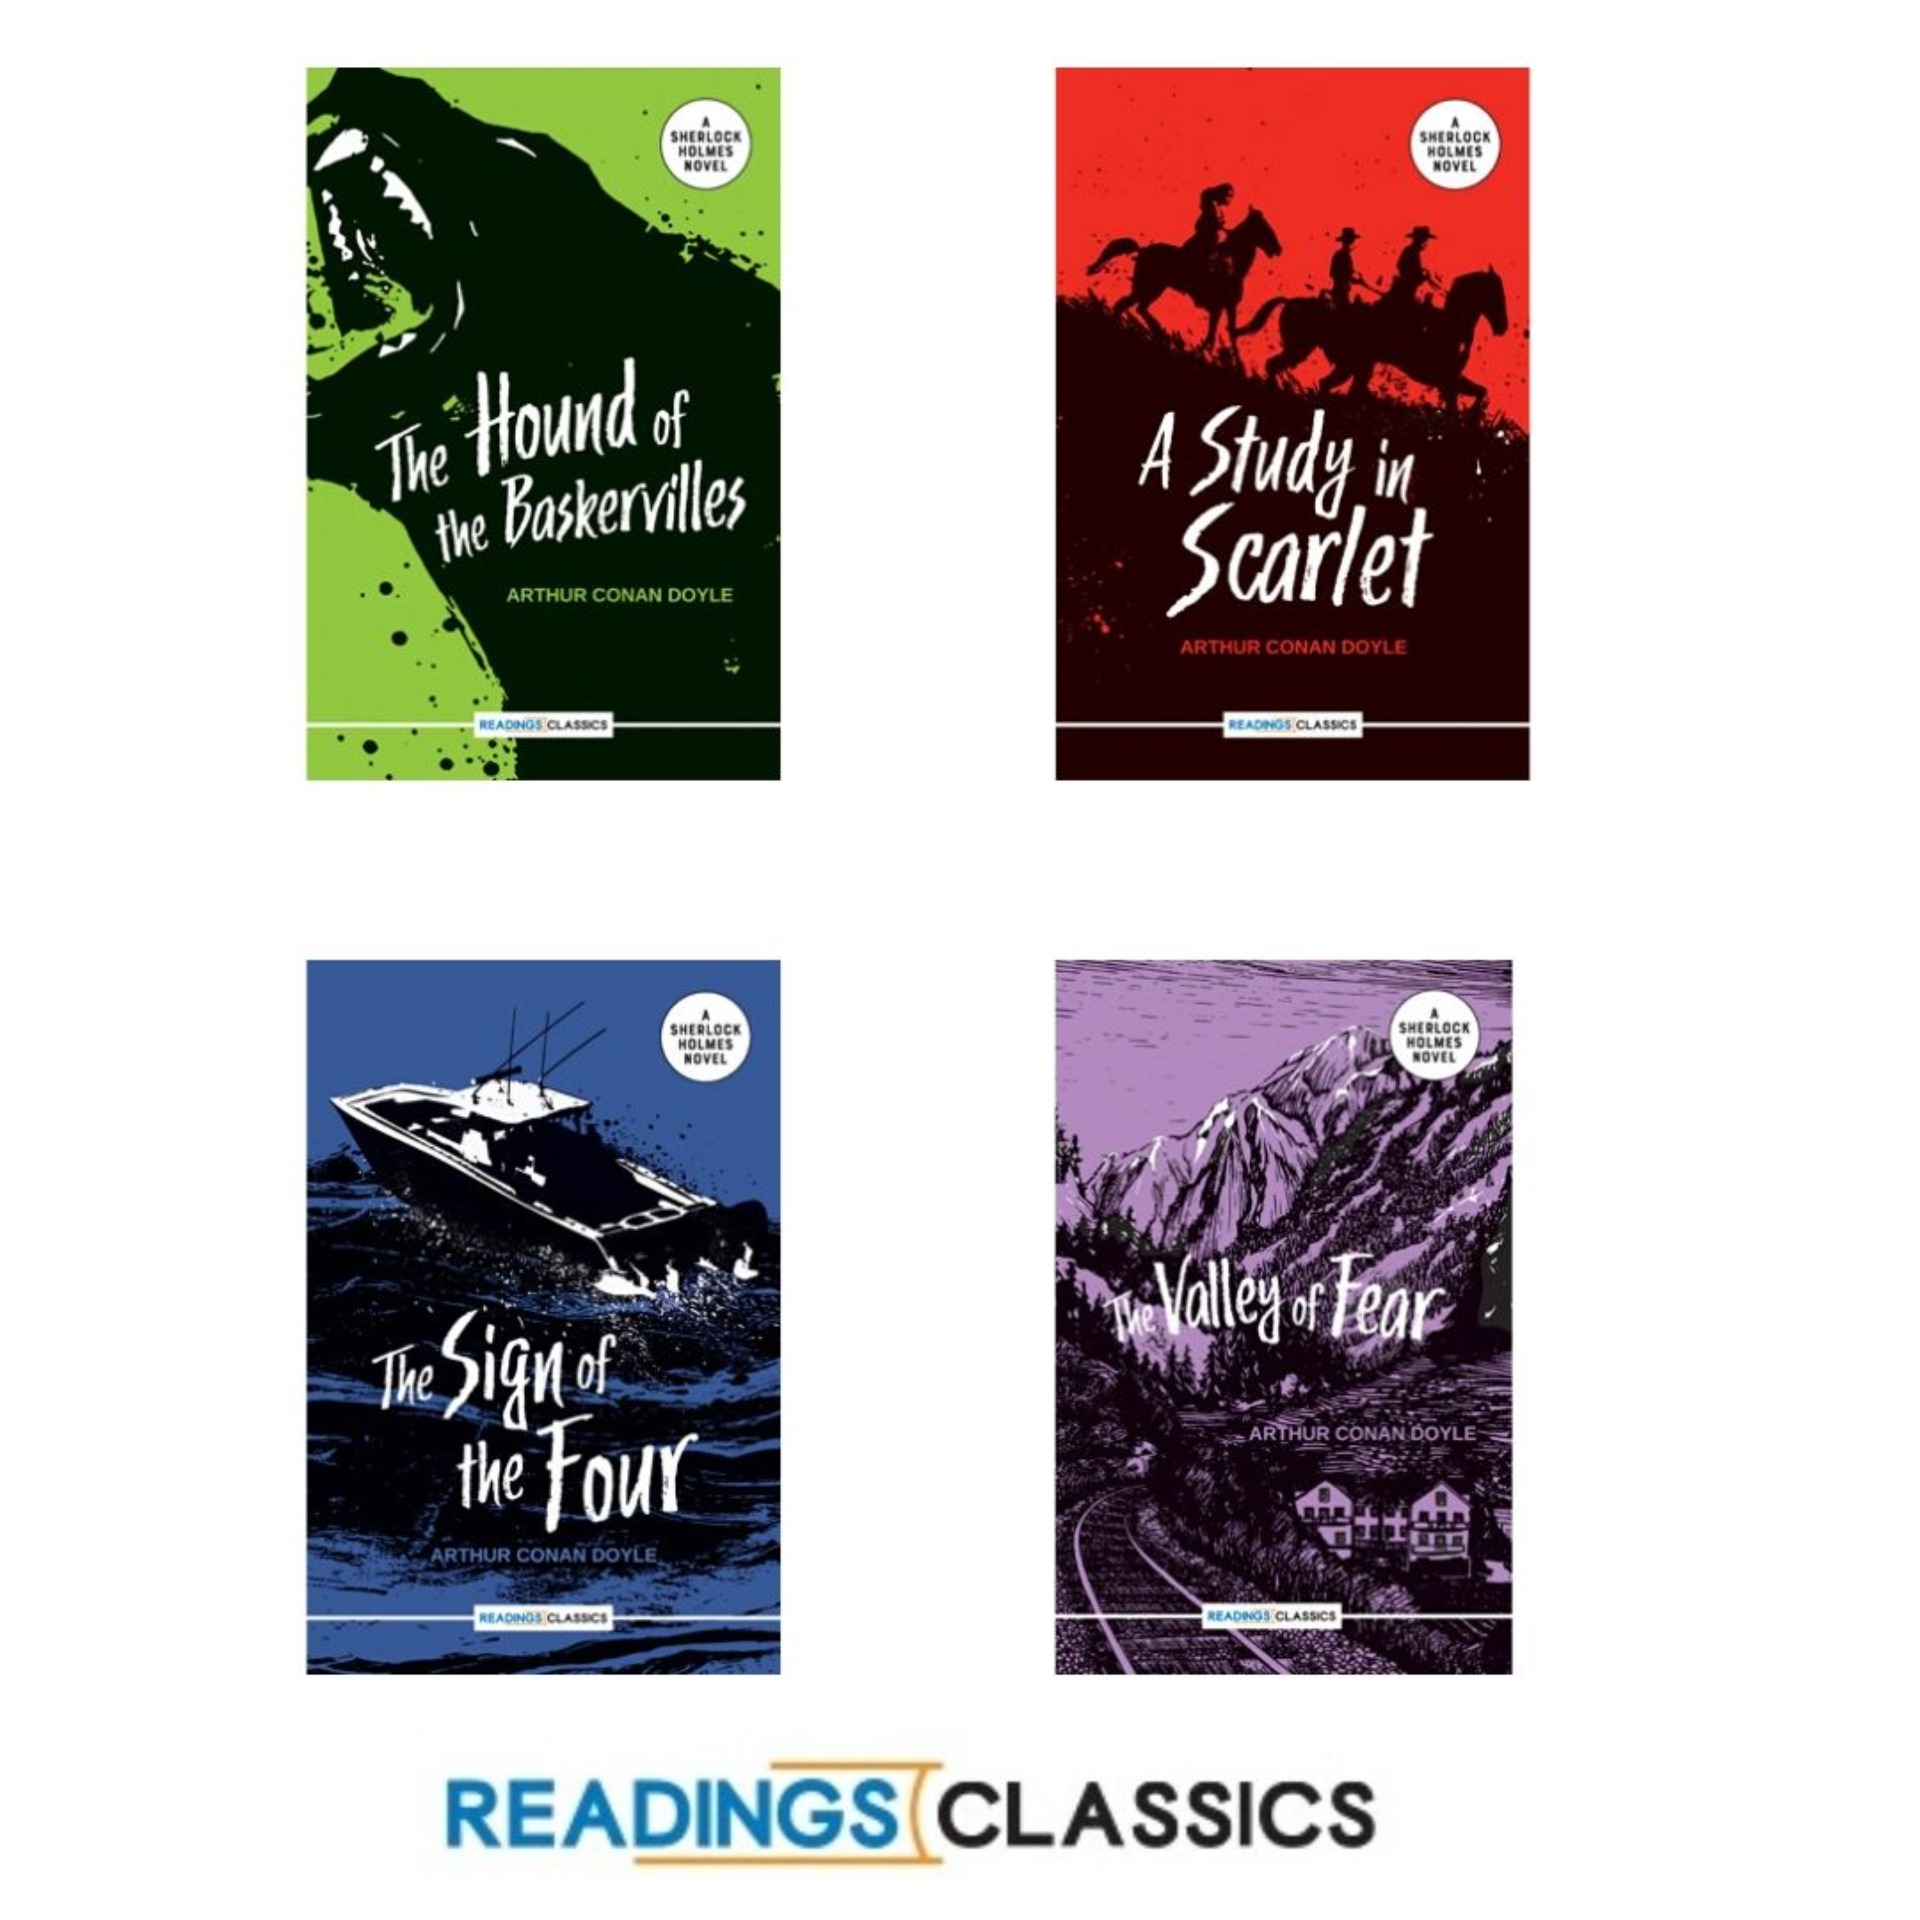 A
SHERLOCK
HOLMES
NOVEL
The Hound of
the Baskervilles
ARTHUR CONAN DOYLE
READINGS CLASSICS
A
SHERLOCK
HOLMES
NOVEL
A Study in
Scarlet
ARTHUR CONAN DOYLE
READINGS CLASSICS
A
SHERLOCK
HOLMES
NOVEL
The Sign of
the Four
ARTHUR CONAN DOYLE
READINGS CLASSICS
A
SHERLOCK
HOLMES
NOVEL
The Valley of Fear
ARTHUR CONAN DOYLE
READINGS CLASSICS
READINGS CLASSICS